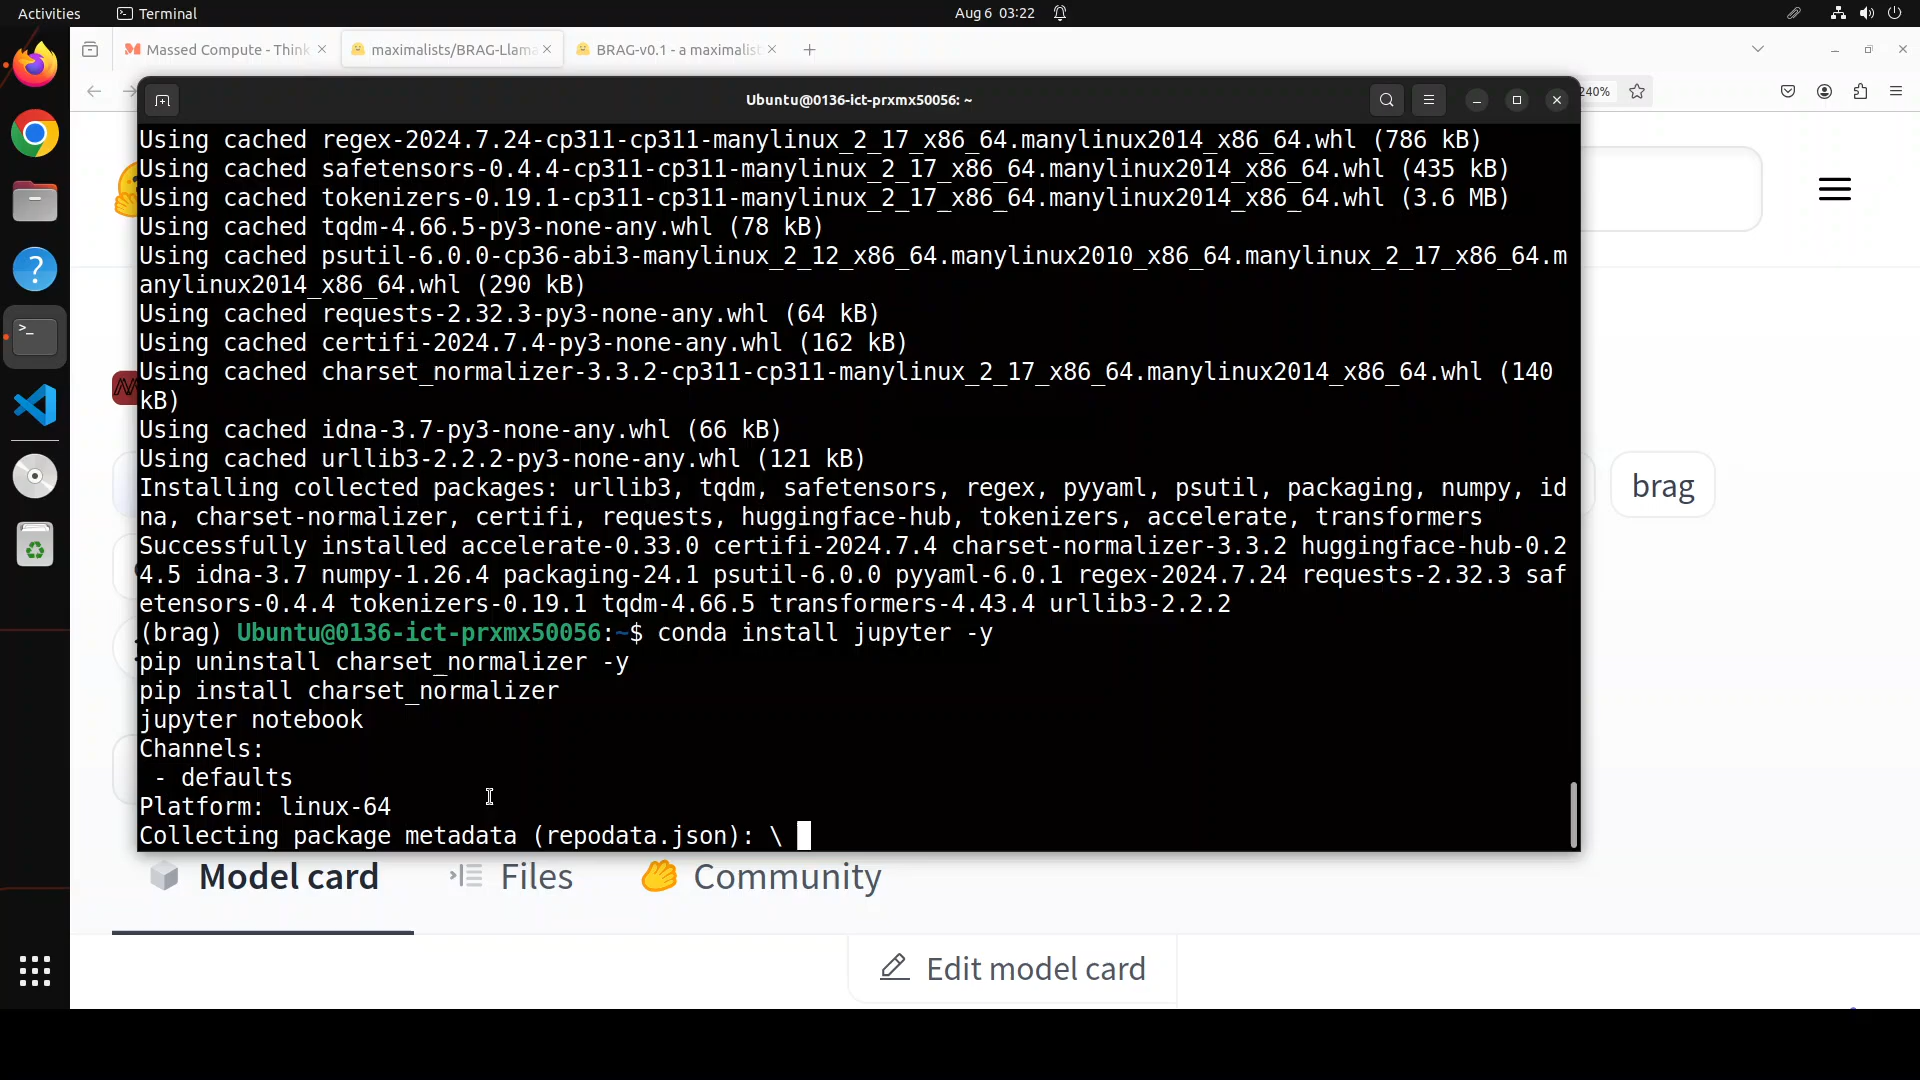 Activities
Terminal
Aug 6 03:22
Massed Compute - Think
maximalists/BRAG-Llama
BRAG-v0.1 - a maximalist
Ubuntu@0136-ict-prxmx50056: ~
240%
Using cached regex-2024.7.24-cp311-cp311-manylinux_2_17_x86_64.manylinux2014_x86_64.whl (786 kB)
Using cached safetensors-0.4.4-cp311-cp311-manylinux_2_17_x86_64.manylinux2014_x86_64.whl (435 kB)
Using cached tokenizers-0.19.1-cp311-cp311-manylinux_2_17_x86_64.manylinux2014_x86_64.whl (3.6 MB)
Using cached tqdm-4.66.5-py3-none-any.whl (78 kB)
Using cached psutil-6.0.0-cp36-abi3-manylinux_2_12_x86_64.manylinux2010_x86_64.manylinux_2_17_x86_64.m
anylinux2014_x86_64.whl (290 kB)
Using cached requests-2.32.3-py3-none-any.whl (64 kB)
Using cached certifi-2024.7.4-py3-none-any.whl (162 kB)
Using cached charset_normalizer-3.3.2-cp311-cp311-manylinux_2_17_x86_64.manylinux2014_x86_64.whl (140
kB)
Using cached idna-3.7-py3-none-any.whl (66 kB)
Using cached urllib3-2.2.2-py3-none-any.whl (121 kB)
Installing collected packages: urllib3, tqdm, safetensors, regex, pyyaml, psutil, packaging, numpy, id
na, charset-normalizer, certifi, requests, huggingface-hub, tokenizers, accelerate, transformers
Successfully installed accelerate-0.33.0 certifi-2024.7.4 charset-normalizer-3.3.2 huggingface-hub-0.2
4.5 idna-3.7 numpy-1.26.4 packaging-24.1 psutil-6.0.0 pyyaml-6.0.1 regex-2024.7.24 requests-2.32.3 saf
etensors-0.4.4 tokenizers-0.19.1 tqdm-4.66.5 transformers-4.43.4 urllib3-2.2.2
(brag) Ubuntu@0136-ict-prxmx50056:~$ conda install jupyter -y
pip uninstall charset_normalizer -y
pip install charset_normalizer
jupyter notebook
Channels:
- defaults
Platform: linux-64
Collecting package metadata (repodata.json): \
brag
Model card
Files
Community
Edit model card